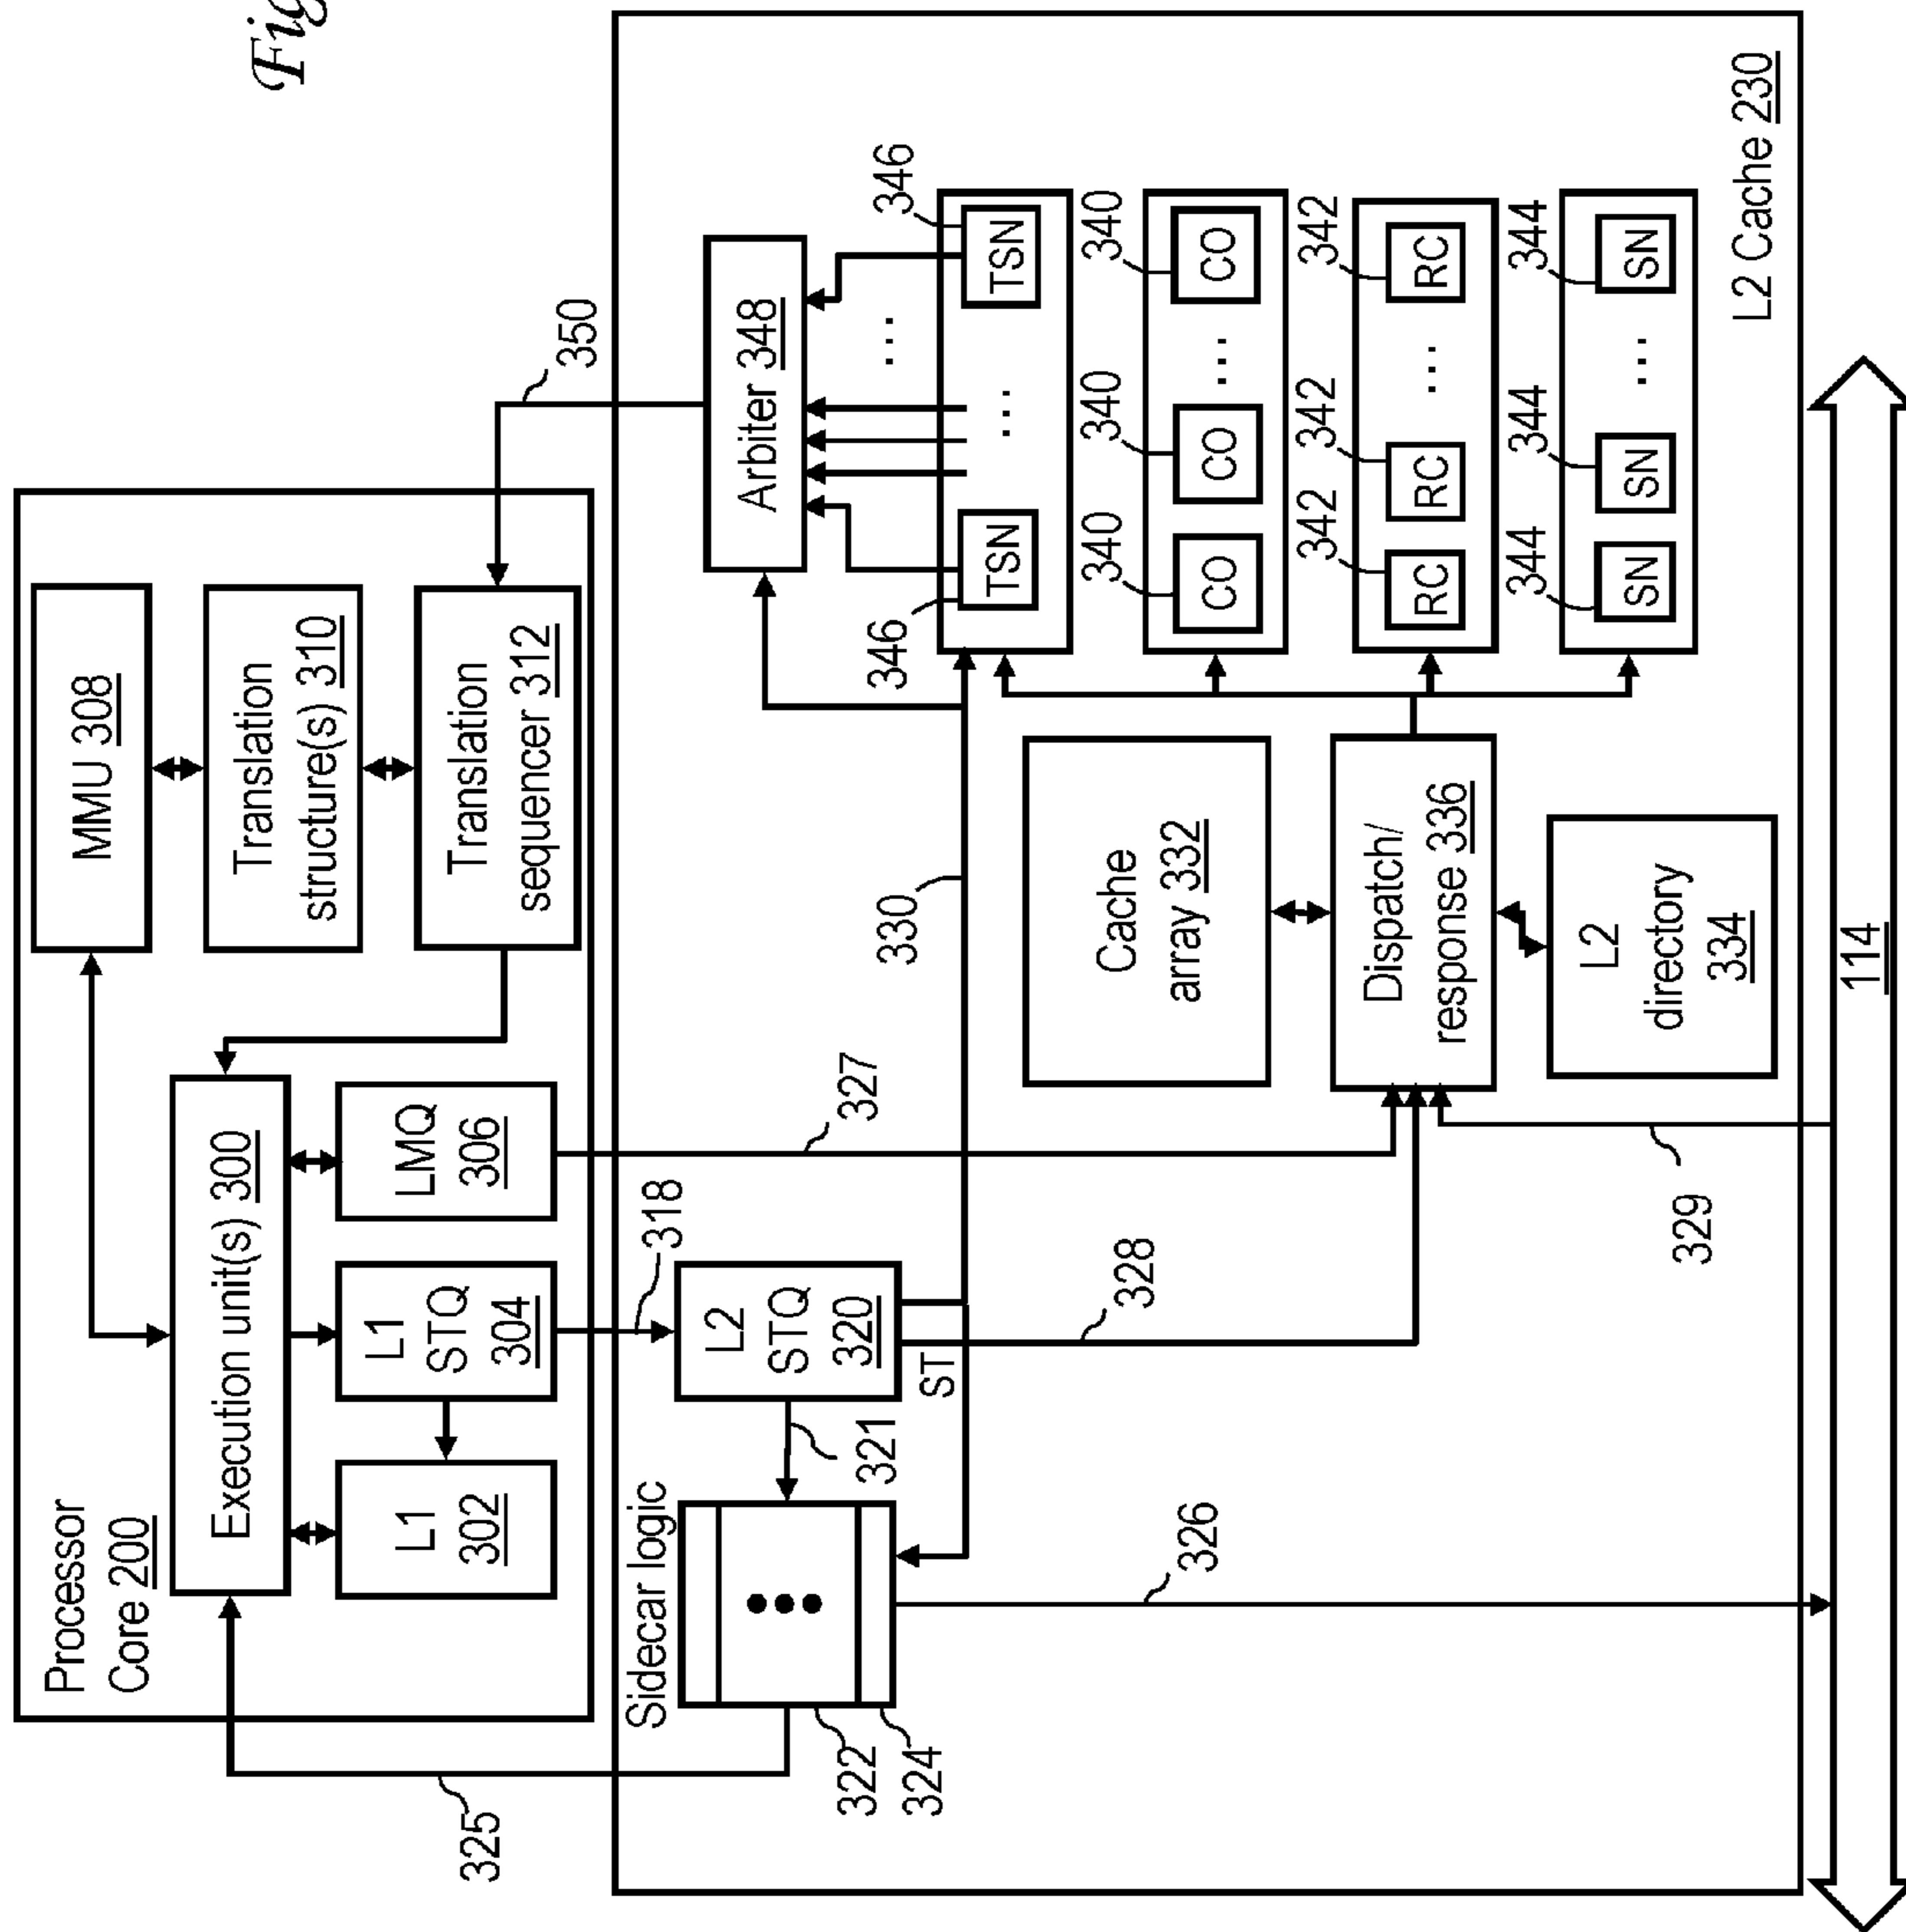 Processor
Core 200
Execution unit(s) 300
L1
302
L1
STQ
304
LMQ
306
MMU 308
Translation
structure(s) 310
Translation
sequencer 312
Fig
325
318
327
350
Sidecar logic
322
324
321
L2
STQ
320
ST
326
328
330
329
Arbiter 348
...
346
346
TSN
...
TSN
340
340
340
CO
CO
...
CO
342
342
342
RC
RC
...
RC
344
344
344
SN
SN
...
SN
Cache
array 332
Dispatch/
response 336
L2
directory
334
L2 Cache 230
114